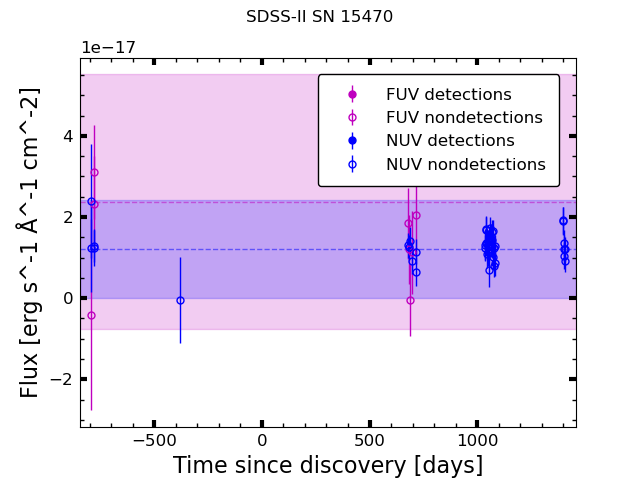 SDSS-II SN 15470
1e−17
FUV detections
FUV nondetections
NUV detections
NUV nondetections
4
2
0
−2
Flux [erg s^-1 Å^-1 cm^-2]
−500
0
500
1000
Time since discovery [days]